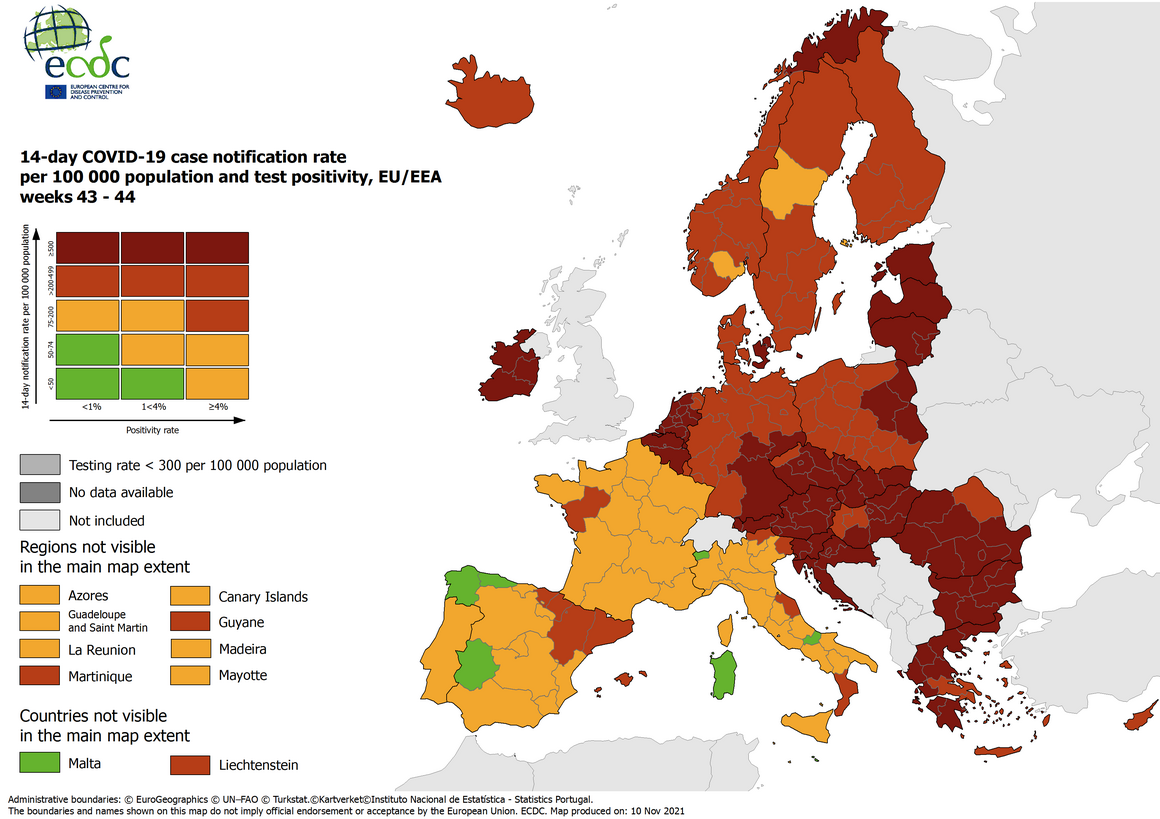 ecdc
EUROPEAN CENTRE FOR
DISEASE PREVENTION
AND CONTROL
14-day COVID-19 case notification rate
per 100 000 population and test positivity, EU/EEA
weeks 43 - 44
14-day notification rate per 100 000 population
≥500
>200-499
75-200
50-74
<50
<1%
1<4%
≥4%
Positivity rate
Testing rate < 300 per 100 000 population
No data available
Not included
Regions not visible
in the main map extent
Azores
Canary Islands
Guadeloupe
and Saint Martin
Guyane
La Reunion
Madeira
Martinique
Mayotte
Countries not visible
in the main map extent
Malta
Liechtenstein
Administrative boundaries: © EuroGeographics © UN–FAO © Turkstat.©Kartverket©Instituto Nacional de Estatística - Statistics Portugal.
The boundaries and names shown on this map do not imply official endorsement or acceptance by the European Union. ECDC. Map produced on: 10 Nov 2021